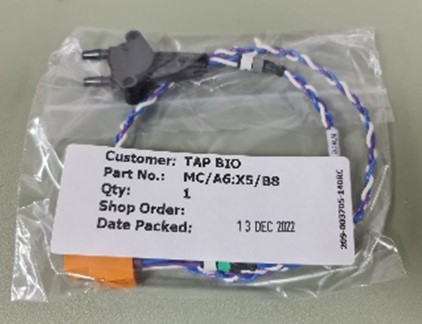 Customer: TAP BIO
Part No.: MC/A6:X5/B8
Qty: 1
Shop Order:
Date Packed: 13 DEC 2022
209-003705-140RC